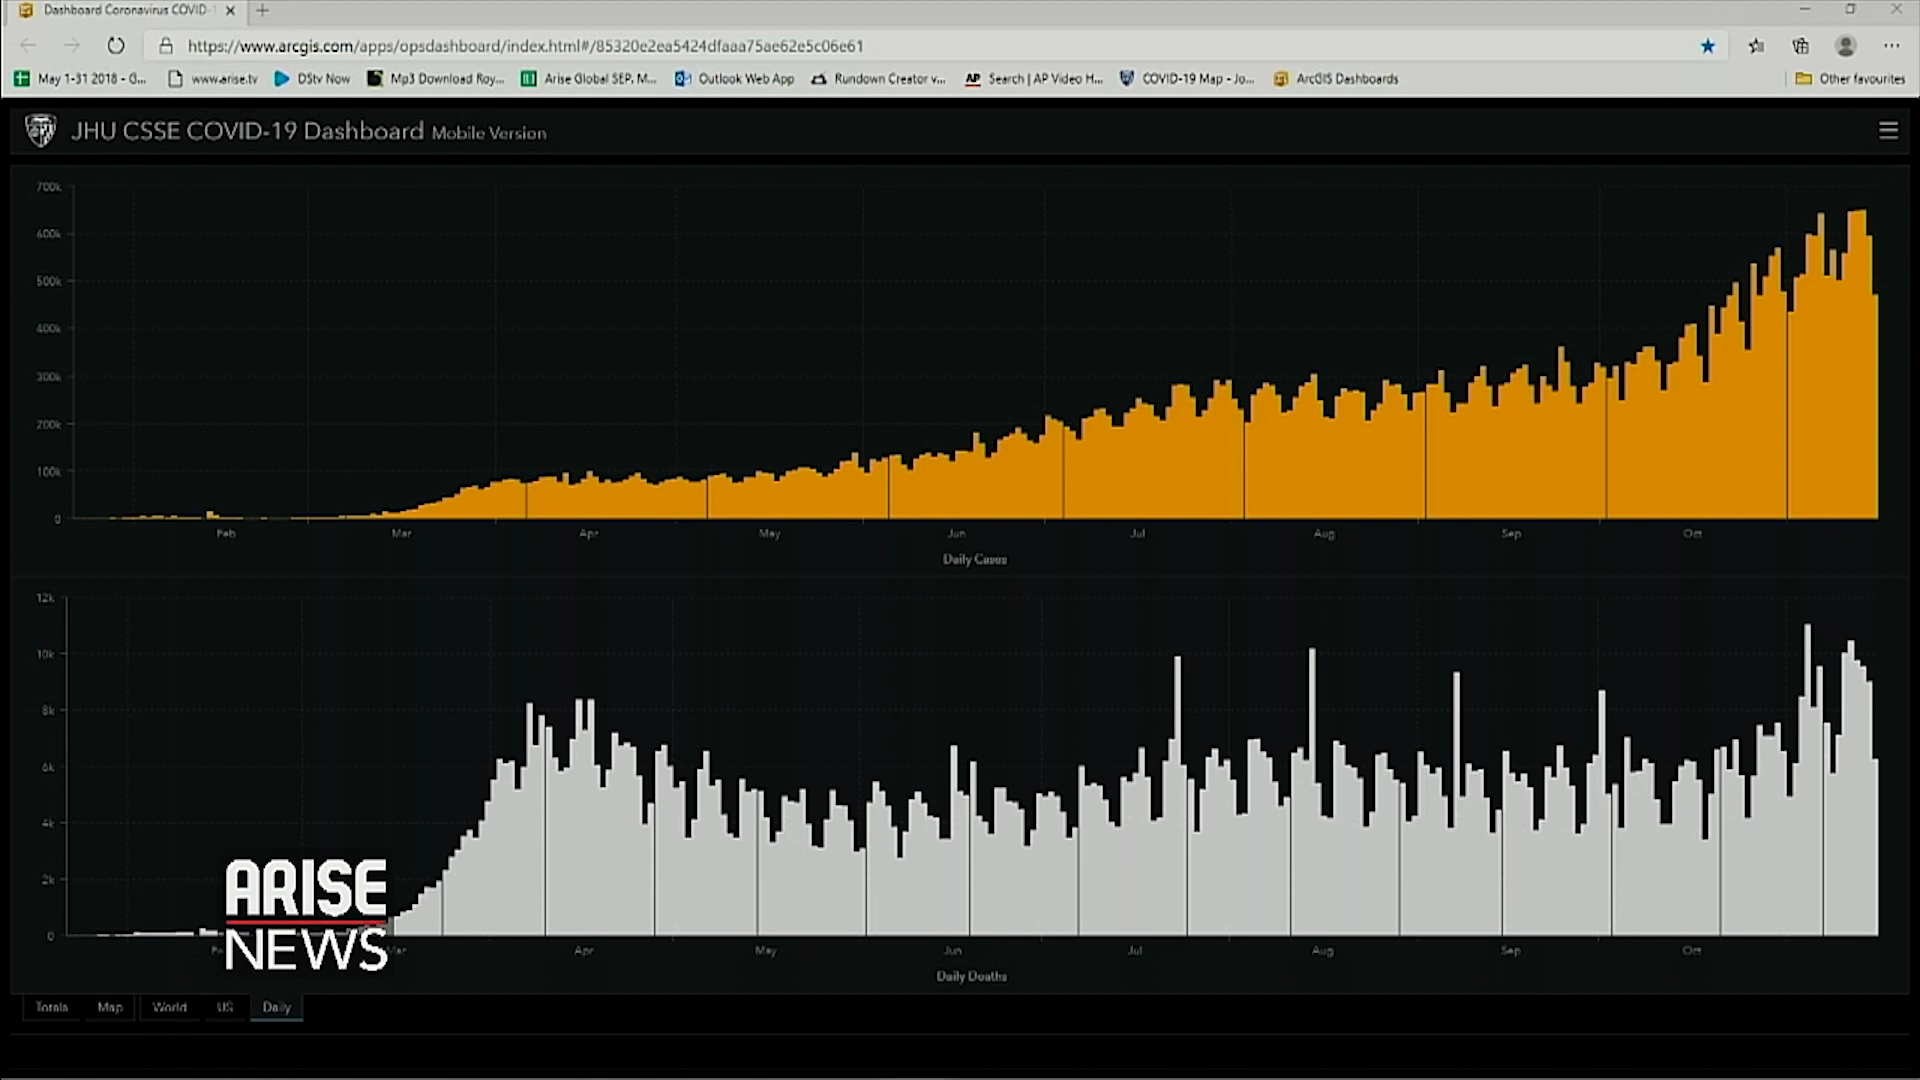 Dashboard Coronavirus COVID-1
https://www.arcgis.com/apps/opsdashboard/index.html#/85320e2ea5424dfaaa75ae62e5c06e61
May 1-31 2018 - G... www.arise.tv DStv Now Mp3 Download Roy... Arise Global SEP, M... Outlook Web App Rundown Creator v... AP Search | AP Video H... COVID-19 Map - Jo... ArcGIS Dashboards Other favourites
JHU CSSE COVID-19 Dashboard Mobile Version
700k
600k
500k
400k
300k
200k
100k
0
Feb Mar Apr May Jun Jul Aug Sep Oct
Daily Cases
12k
10k
8k
6k
4k
2k
0
Mar Apr May Jun Jul Aug Sep Oct
Daily Deaths
ARISE
NEWS
Totals Map World US Daily